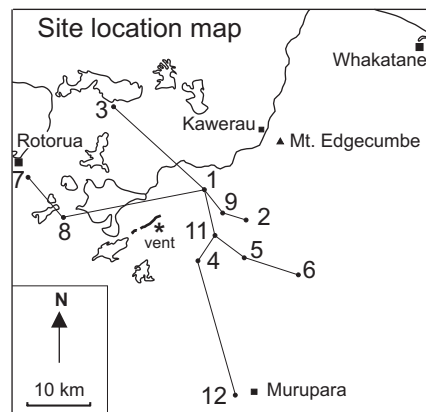 Site location map
Whakatane
3
Kawerau
Mt. Edgecumbe
Rotorua
7
1
8
9
2
*
vent
11
5
4
6
N
10 km
12
Murupara